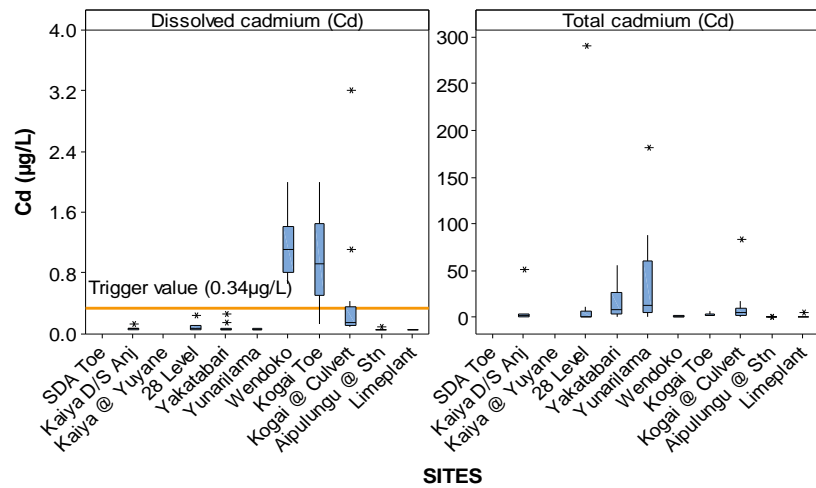 Dissolved cadmium (Cd)
Total cadmium (Cd)
Cd (µg/L)
4.0
3.2
2.4
1.6
0.8
0.0
Trigger value (0.34µg/L)
300
250
200
150
100
50
0
SDA Toe
Kaiya D/S Anj
Kaiya @ Yuyane
28 Level
Yakatabari
Yunarilama
Wendoko
Kogai Toe
Kogai @ Culvert
Aipulungu @ Stn
Limeplant
SDA Toe
Kaiya D/S Anj
Kaiya @ Yuyane
28 Level
Yakatabari
Yunarilama
Wendoko
Kogai Toe
Kogai @ Culvert
Aipulungu @ Stn
Limeplant
SITES